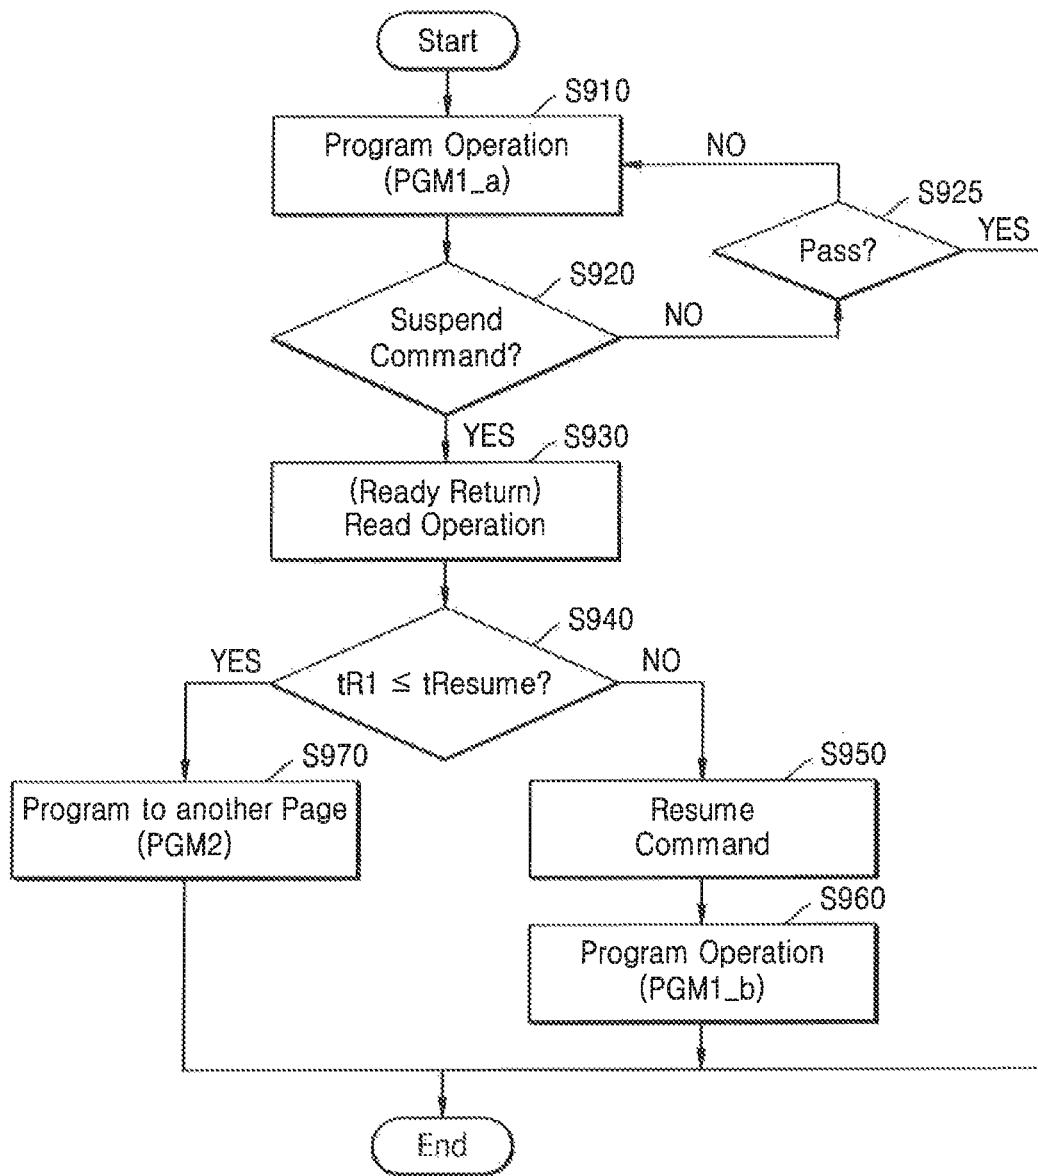 Start
S910
Program Operation
(PGM1_a)
NO
S925
Pass?
YES
S920
Suspend
Command?
NO
YES
S930
(Ready Return)
Read Operation
S940
YES
tR1 ≤ tResume?
NO
S970
Program to another Page
(PGM2)
S950
Resume
Command
S960
Program Operation
(PGM1_b)
End